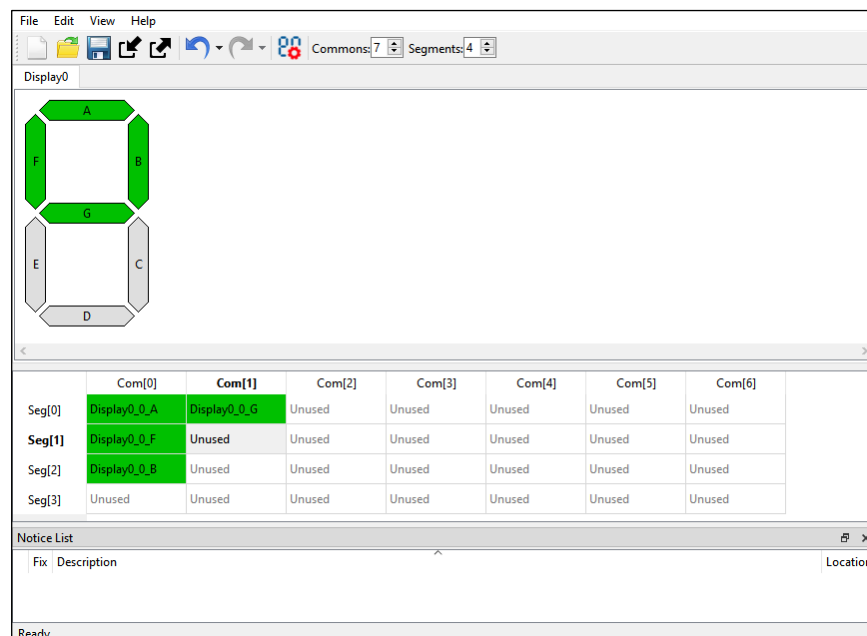 File Edit View Help
Commons: 7 Segments: 4
Display0
A
F B
G
E C
D
Com[0] Com[1] Com[2] Com[3] Com[4] Com[5] Com[6]
Seg[0] Display0_0_A Display0_0_G Unused Unused Unused Unused Unused
Seg[1] Display0_0_F Unused Unused Unused Unused Unused Unused
Seg[2] Display0_0_B Unused Unused Unused Unused Unused Unused
Seg[3] Unused Unused Unused Unused Unused Unused Unused
Notice List
Fix Description Location
Ready